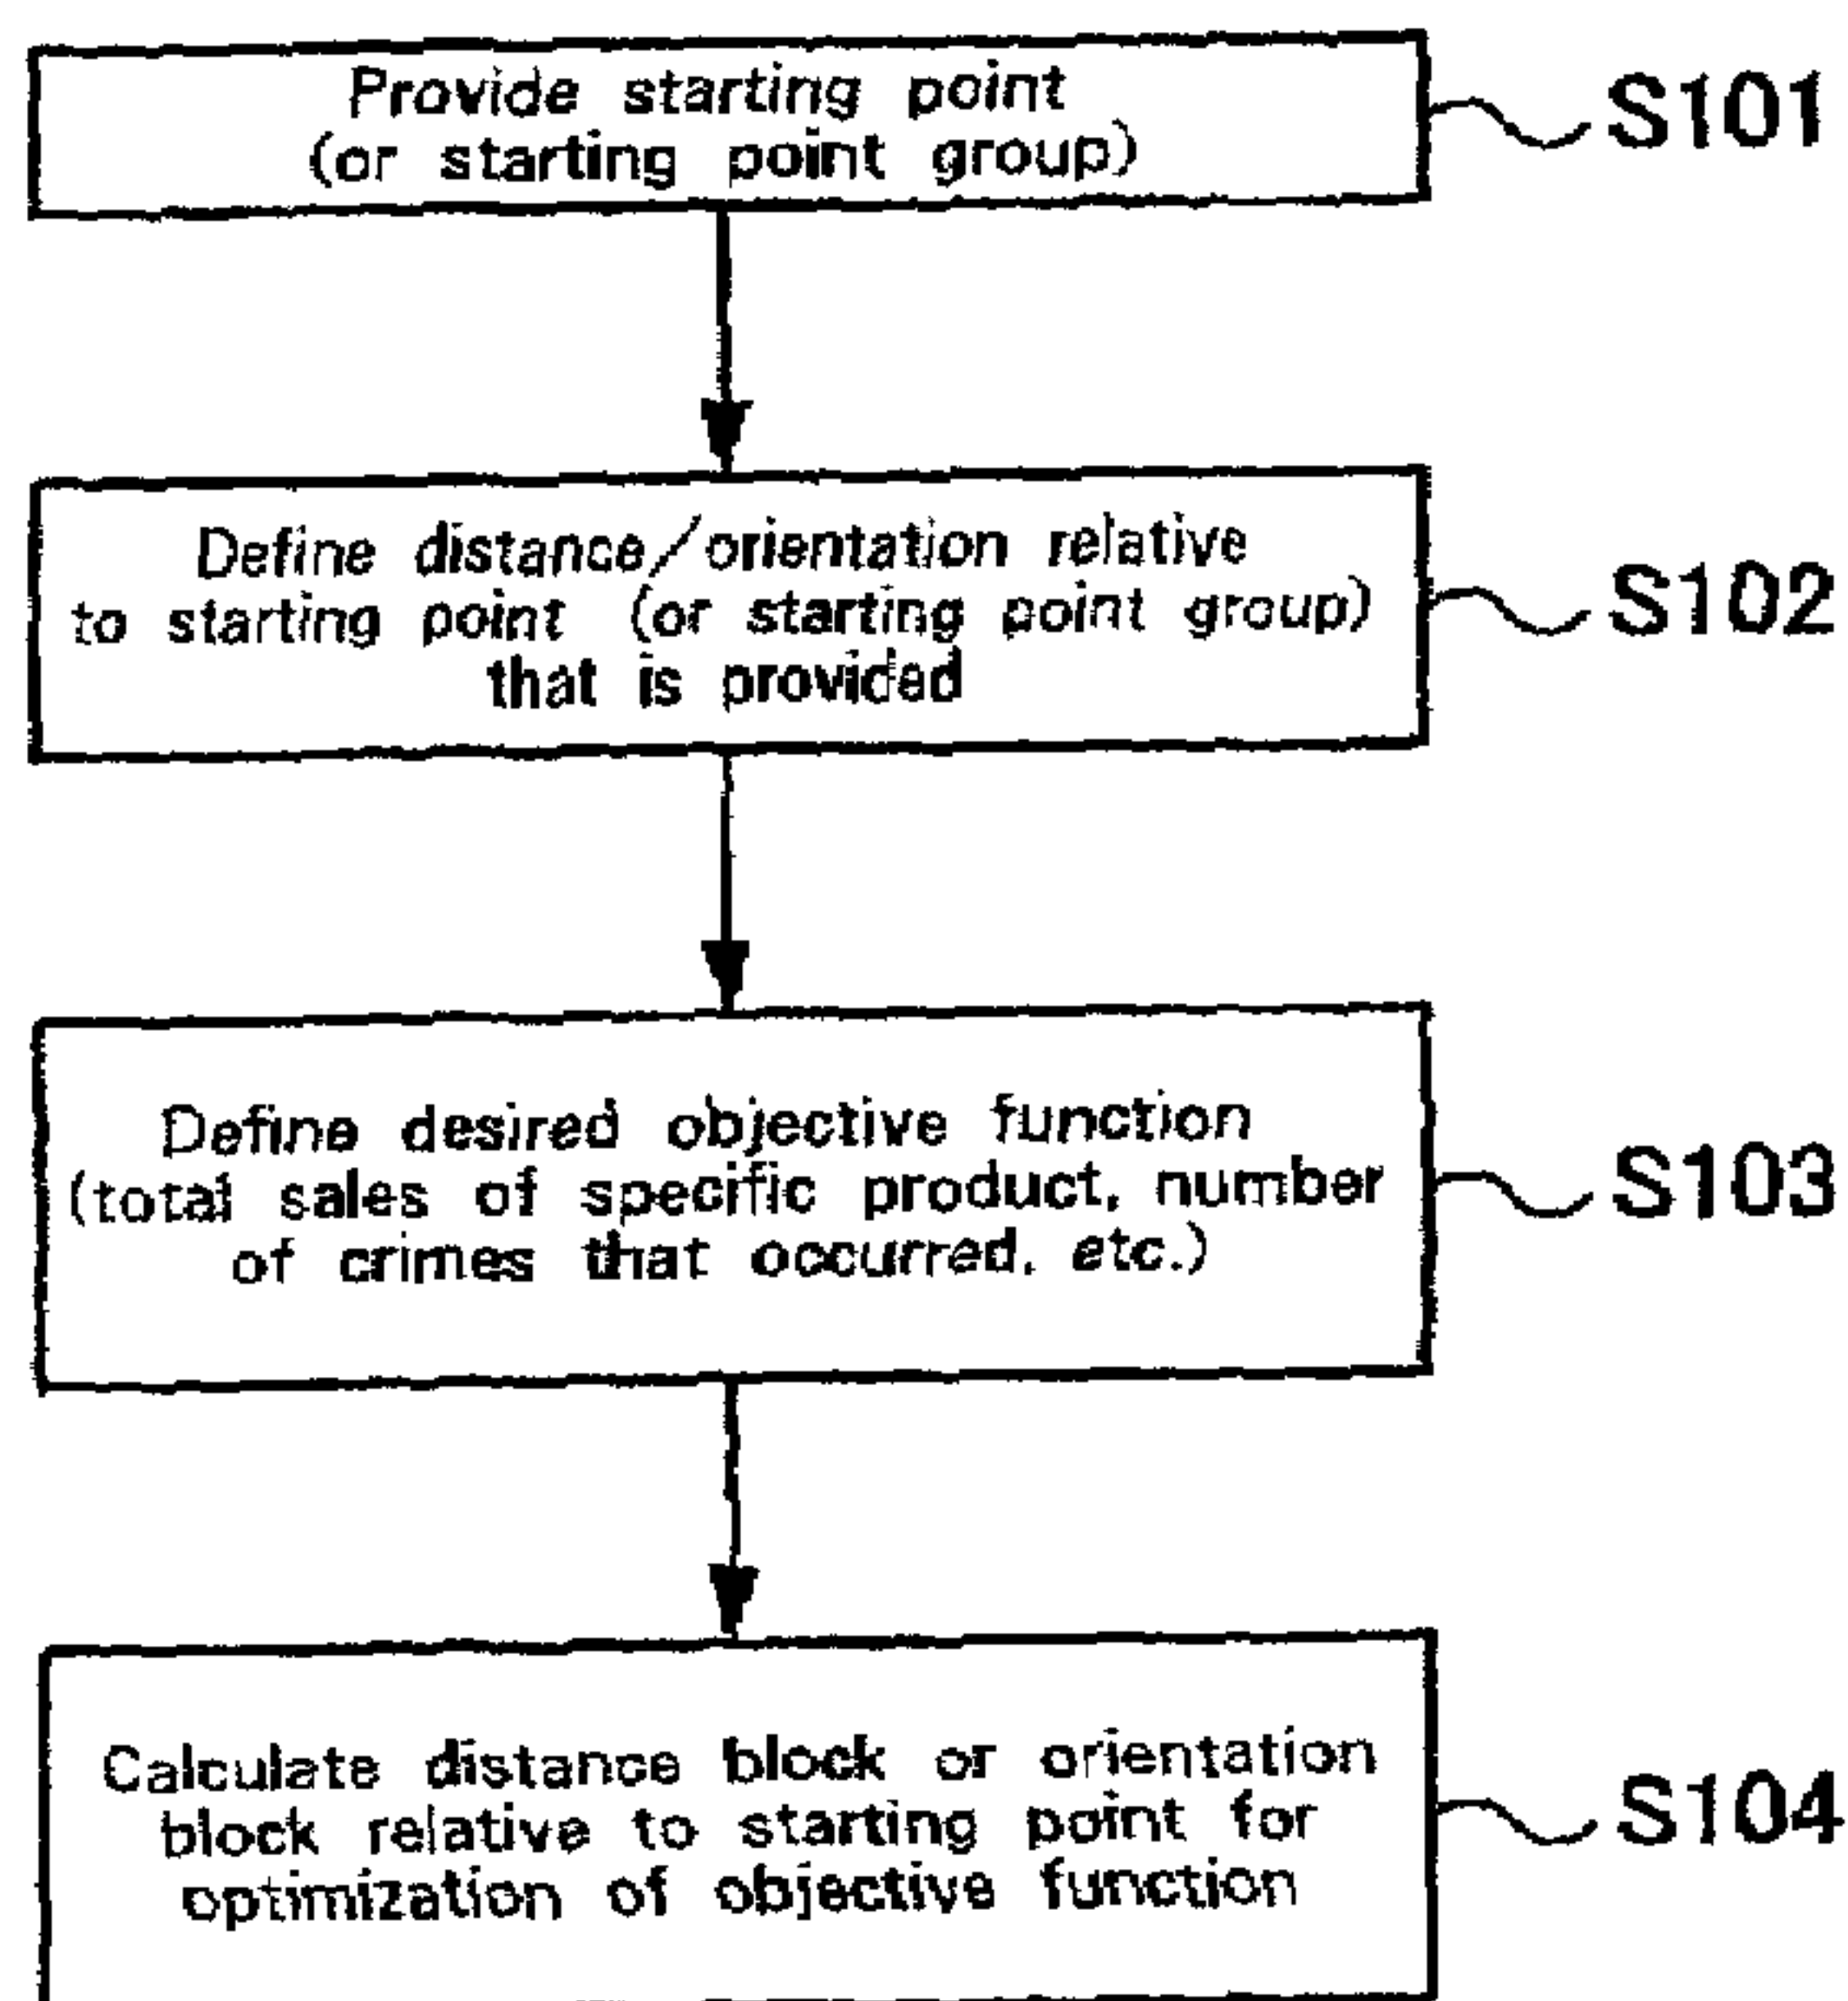 Provide starting point
(or starting point group)
S101
Define distance/orientation relative
to starting point (or starting point group)
that is provided
S102
Define desired objective function
(total sales of specific product, number
of crimes that occurred, etc.)
S103
Calculate distance block or orientation
block relative to starting point for
optimization of objective function
S104